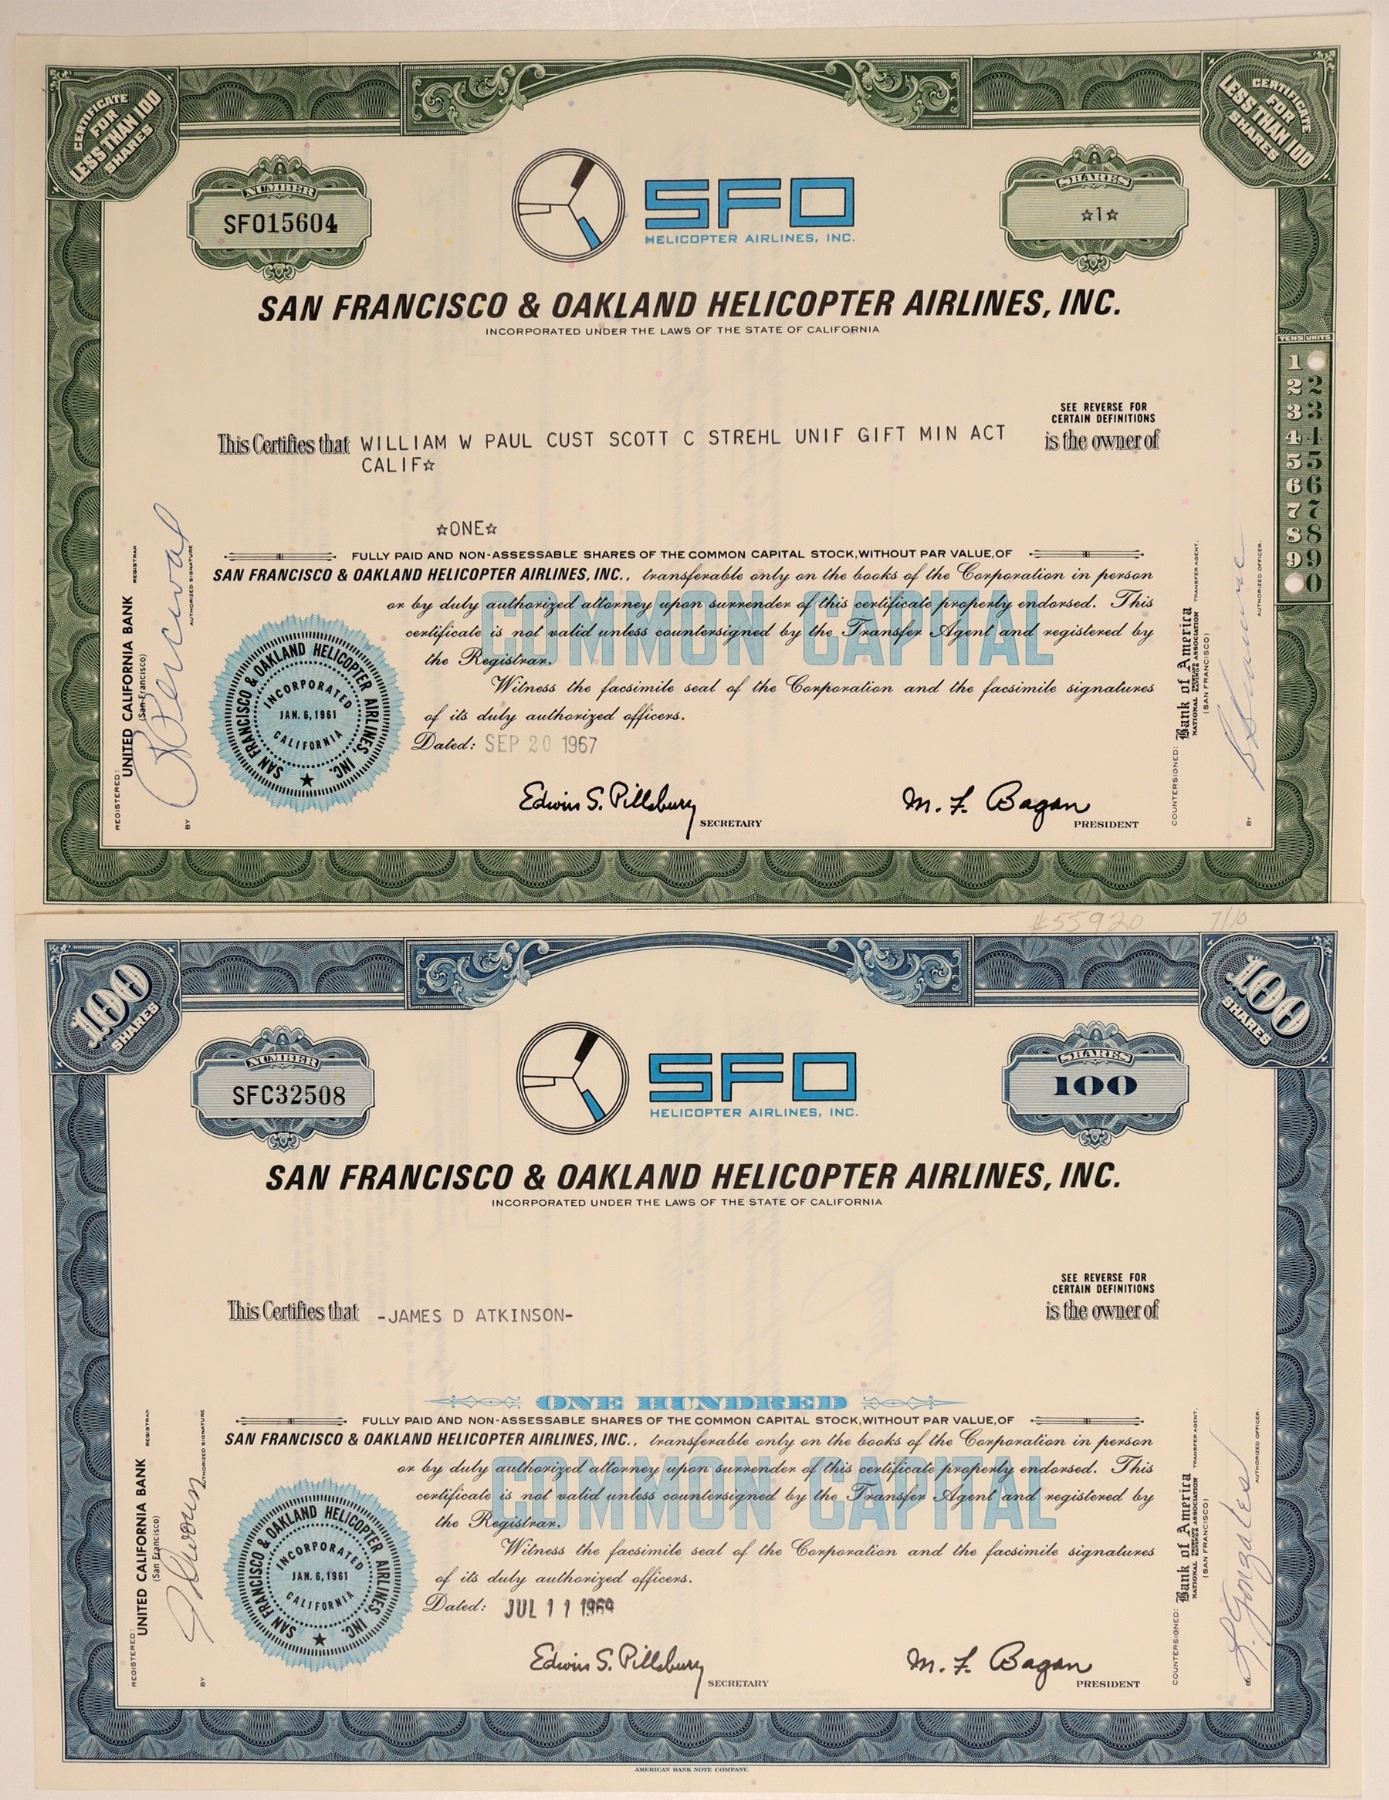 CERTIFICATE
FOR
LESS THAN 100
SHARES
CERTIFICATE
FOR
LESS THAN 100
SHARES
NUMBER
SFO15604
SFO
HELICOPTER AIRLINES, INC.
SHARES
☆1☆
SAN FRANCISCO & OAKLAND HELICOPTER AIRLINES, INC.
INCORPORATED UNDER THE LAWS OF THE STATE OF CALIFORNIA
TENS UNITS
1
2 2
3 3
4 4
5 5
6 6
7 7
8 8
9 9
0
SEE REVERSE FOR
CERTAIN DEFINITIONS
This Certifies that WILLIAM W PAUL CUST SCOTT C STREHL UNIF GIFT MIN ACT is the owner of
CALIF☆
☆ONE☆
FULLY PAID AND NON-ASSESSABLE SHARES OF THE COMMON CAPITAL STOCK, WITHOUT PAR VALUE, OF
SAN FRANCISCO & OAKLAND HELICOPTER AIRLINES, INC., transferable only on the books of the Corporation in person
or by duly authorized attorney upon surrender of this certificate properly endorsed. This
certificate is not valid unless countersigned by the Transfer Agent and registered by
the Registrar.
COMMON CAPITAL
Witness the facsimile seal of the Corporation and the facsimile signatures
of its duly authorized officers.
Dated: SEP 20 1967
SAN FRANCISCO & OAKLAND HELICOPTER AIRLINES, INC.
INCORPORATED
JAN. 6, 1961
CALIFORNIA
Edwin S. Pillsbury
SECRETARY
M. F. Bagan
PRESIDENT
REGISTERED:
UNITED CALIFORNIA BANK
(San Francisco)
REGISTRAR
BY
Percival
AUTHORIZED SIGNATURE
COUNTERSIGNED:
Bank of America
NATIONAL TRUST AND SAVINGS ASSOCIATION
(SAN FRANCISCO)
TRANSFER AGENT.
BY
AUTHORIZED OFFICER.
#55920
7/10
100
SHARES
100
SHARES
NUMBER
SFC32508
SFO
HELICOPTER AIRLINES, INC.
SHARES
100
SAN FRANCISCO & OAKLAND HELICOPTER AIRLINES, INC.
INCORPORATED UNDER THE LAWS OF THE STATE OF CALIFORNIA
SEE REVERSE FOR
CERTAIN DEFINITIONS
This Certifies that -JAMES D ATKINSON- is the owner of
ONE HUNDRED
FULLY PAID AND NON-ASSESSABLE SHARES OF THE COMMON CAPITAL STOCK, WITHOUT PAR VALUE, OF
SAN FRANCISCO & OAKLAND HELICOPTER AIRLINES, INC., transferable only on the books of the Corporation in person
or by duly authorized attorney upon surrender of this certificate properly endorsed. This
certificate is not valid unless countersigned by the Transfer Agent and registered by
the Registrar.
COMMON CAPITAL
Witness the facsimile seal of the Corporation and the facsimile signatures
of its duly authorized officers.
Dated: JUL 11 1969
SAN FRANCISCO & OAKLAND HELICOPTER AIRLINES, INC.
INCORPORATED
JAN. 6, 1961
CALIFORNIA
Edwin S. Pillsbury
SECRETARY
M. F. Bagan
PRESIDENT
REGISTERED:
UNITED CALIFORNIA BANK
(San Francisco)
REGISTRAR
BY
AUTHORIZED SIGNATURE
COUNTERSIGNED:
Bank of America
NATIONAL TRUST AND SAVINGS ASSOCIATION
(SAN FRANCISCO)
TRANSFER AGENT.
Gonzales
AUTHORIZED OFFICER.
AMERICAN BANK NOTE COMPANY.